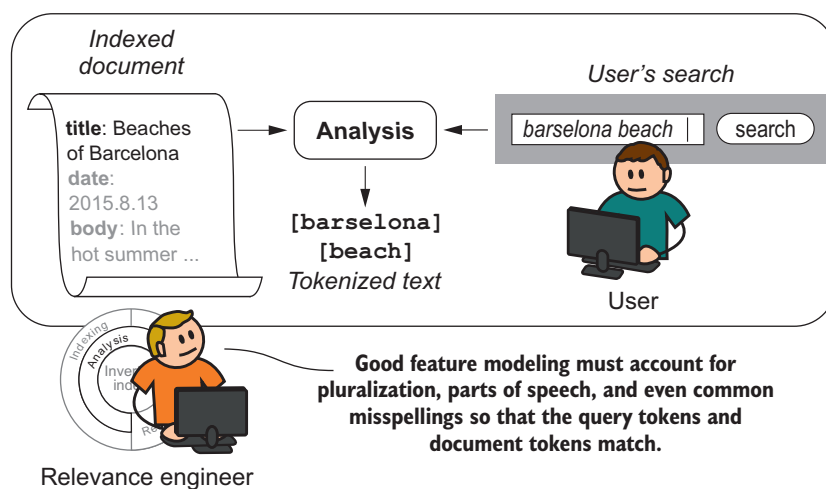 Indexed
document
User's search
title: Beaches
of Barcelona
date:
2015.8.13
body: In the
hot summer ...
Analysis
barselona beach
search
[barselona]
[beach]
Tokenized text
User
Indexing
Analysis
Good feature modeling must account for
pluralization, parts of speech, and even common
misspellings so that the query tokens and
document tokens match.
Relevance engineer